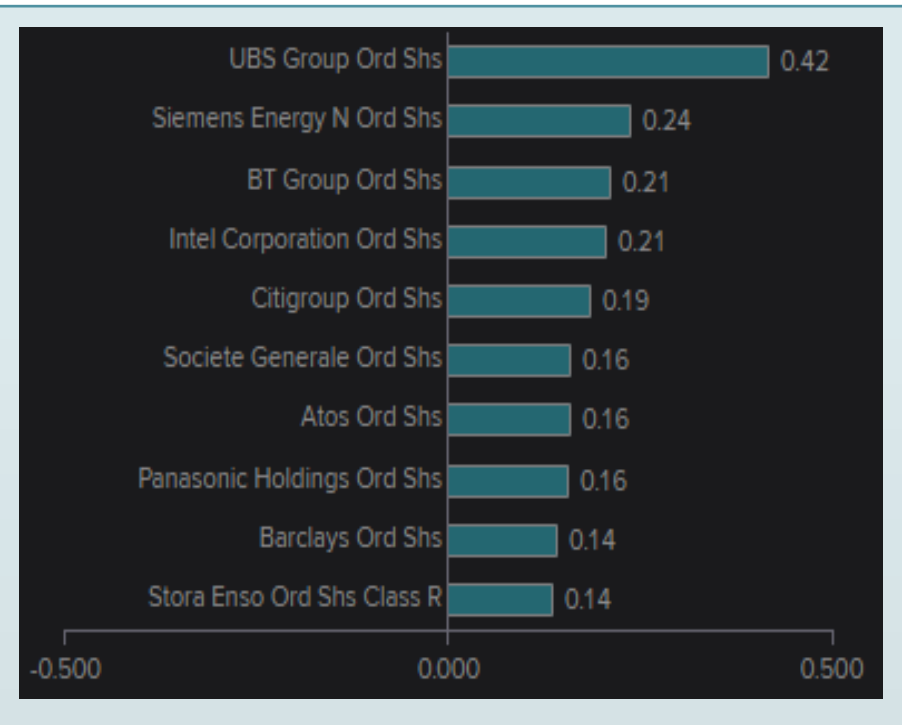 UBS Group Ord Shs 0.42
Siemens Energy N Ord Shs 0.24
BT Group Ord Shs 0.21
Intel Corporation Ord Shs 0.21
Citigroup Ord Shs 0.19
Societe Generale Ord Shs 0.16
Atos Ord Shs 0.16
Panasonic Holdings Ord Shs 0.16
Barclays Ord Shs 0.14
Stora Enso Ord Shs Class R 0.14
-0.500 0.000 0.500